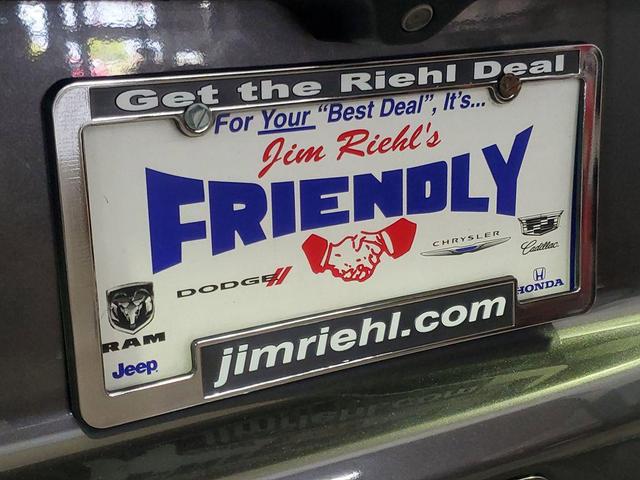 Get the Riehl Deal
For Your "Best Deal", It's...
Jim Riehl's
FRIENDLY
DODGE
CHRYSLER
Cadillac
HONDA
RAM
Jeep
jimriehl.com